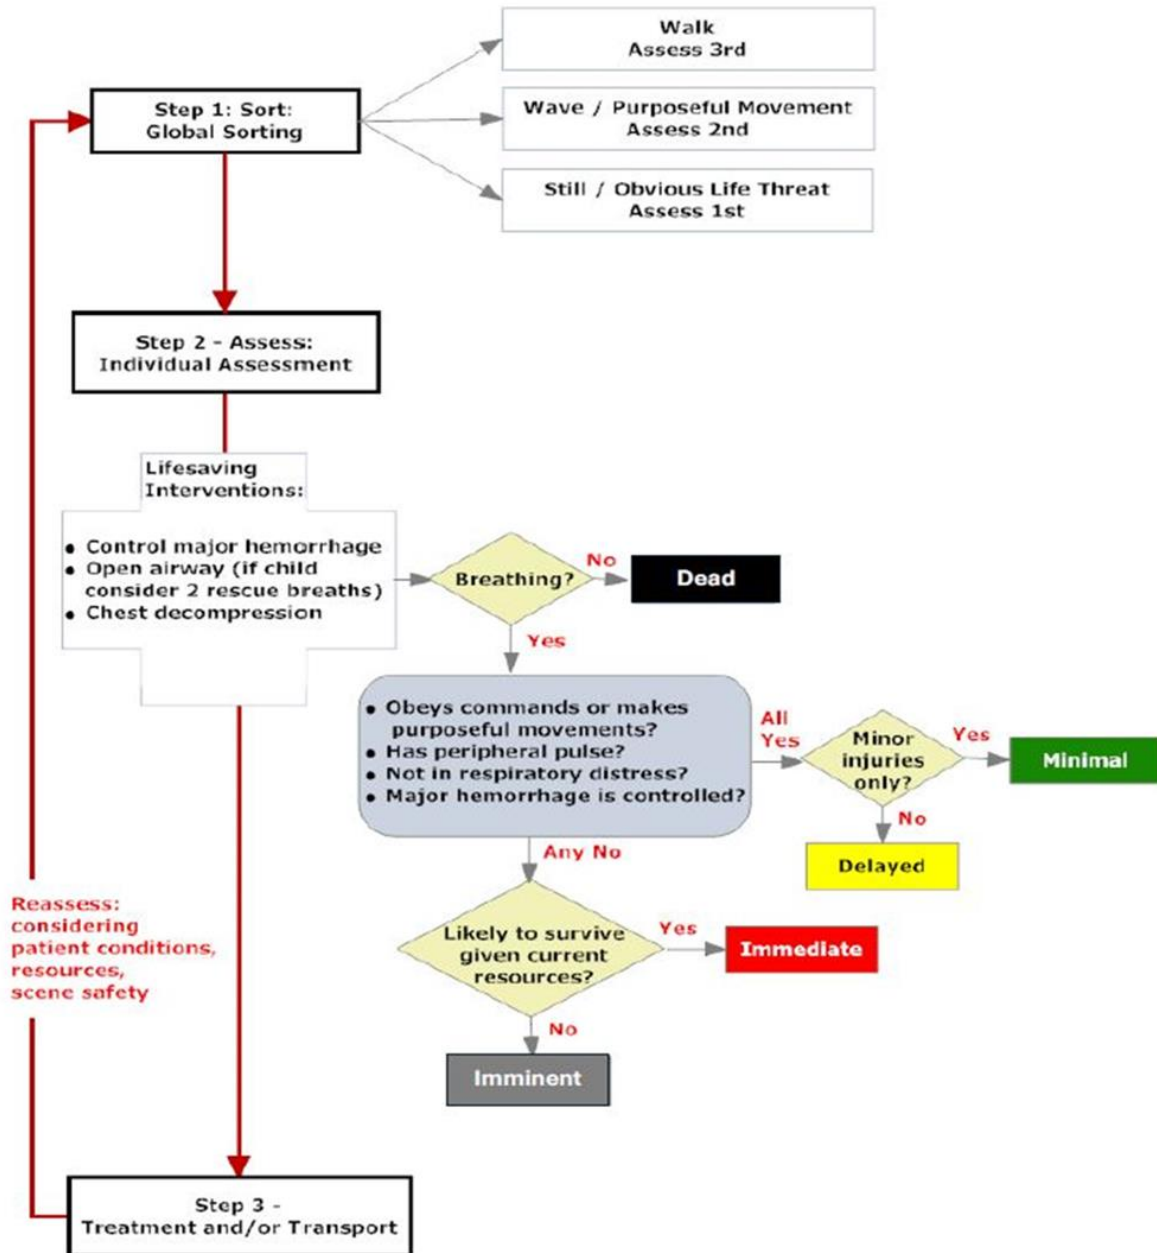 Walk
Assess 3rd
Step 1: Sort:
Global Sorting
Wave / Purposeful Movement
Assess 2nd
Still / Obvious Life Threat
Assess 1st
Step 2 - Assess:
Individual Assessment
Lifesaving
Interventions:
• Control major hemorrhage
• Open airway (if child
consider 2 rescue breaths)
• Chest decompression
Breathing?
No
Dead
Yes
• Obeys commands or makes
purposeful movements?
• Has peripheral pulse?
• Not in respiratory distress?
• Major hemorrhage is controlled?
All
Yes
Minor
injuries
only?
Yes
Minimal
No
Delayed
Any No
Likely to survive
given current
resources?
Yes
Immediate
No
Imminent
Reassess:
considering
patient conditions,
resources,
scene safety
Step 3 -
Treatment and/or Transport